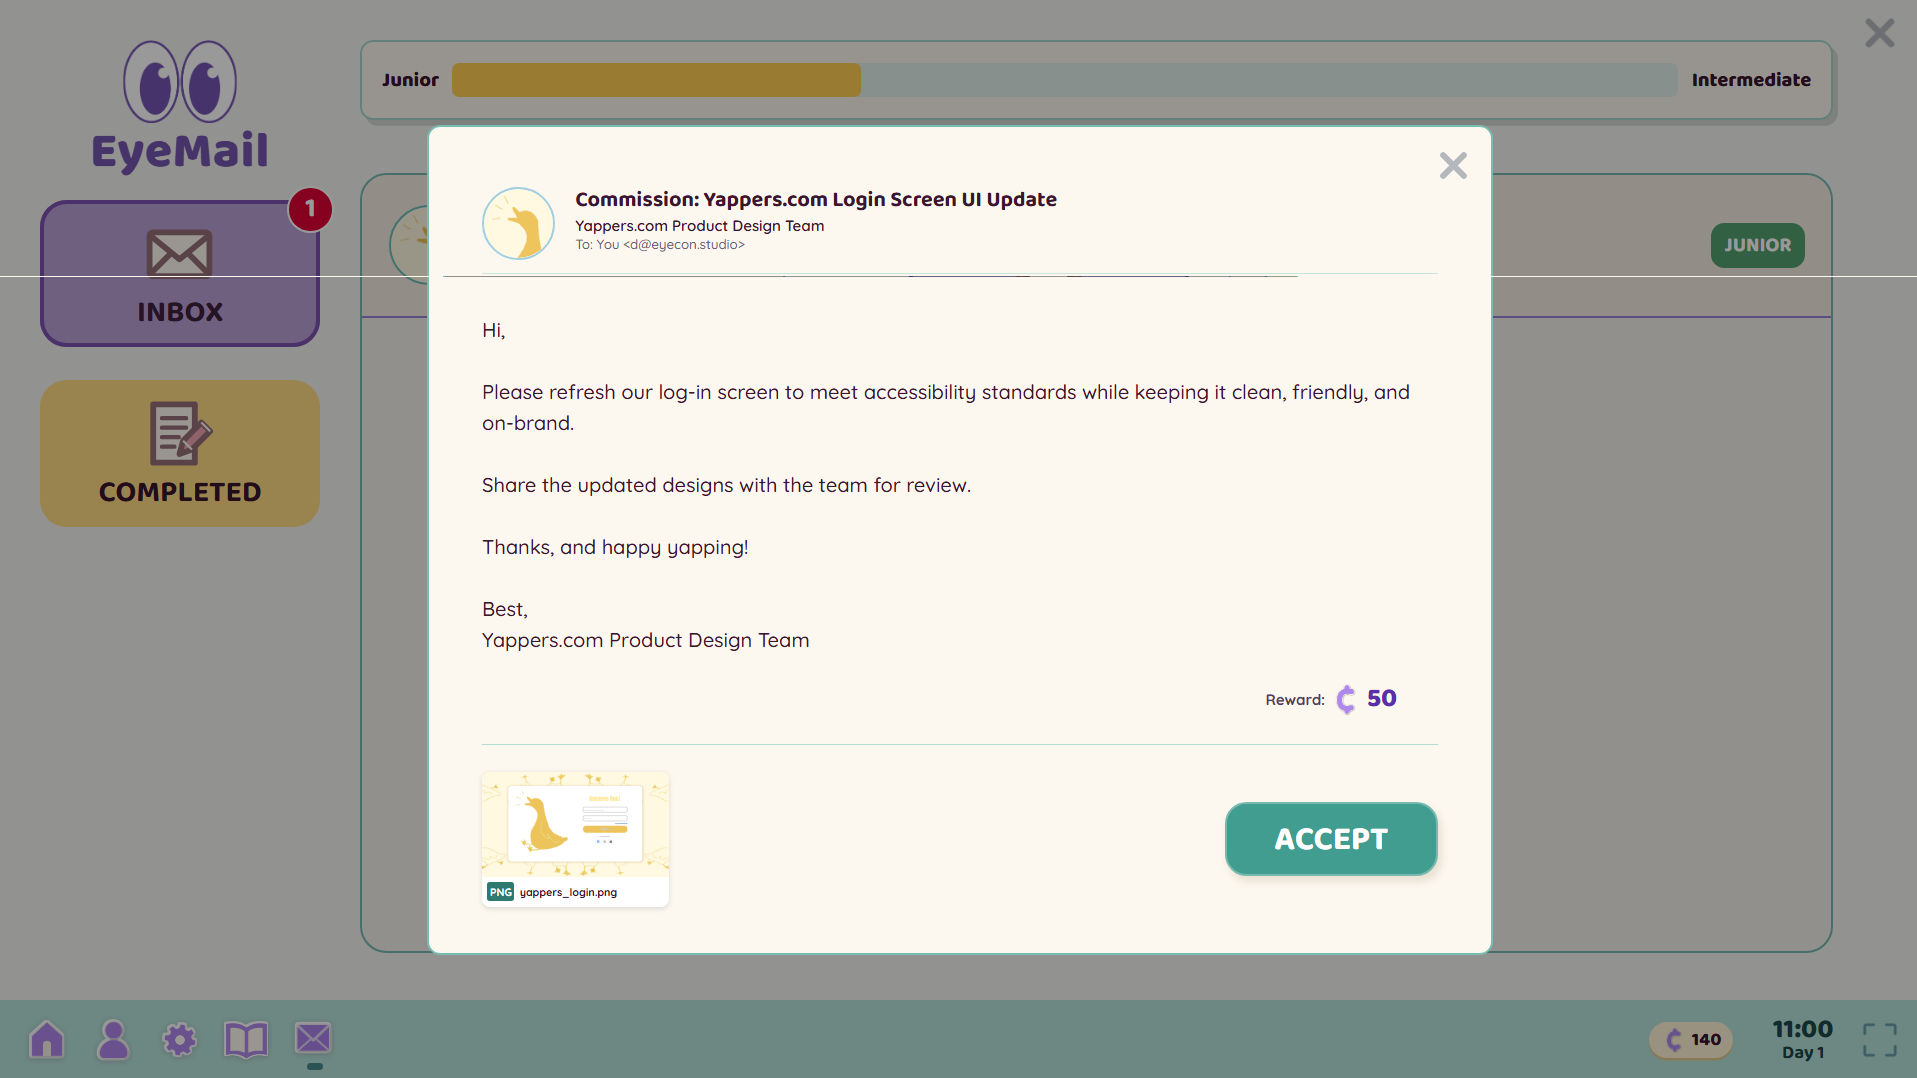 EyeMail
Junior
Intermediate
1
INBOX
COMPLETED
JUNIOR
Commission: Yappers.com Login Screen UI Update
Yappers.com Product Design Team
To: You <d@eyecon.studio>
Hi,
Please refresh our log-in screen to meet accessibility standards while keeping it clean, friendly, and
on-brand.
Share the updated designs with the team for review.
Thanks, and happy yapping!
Best,
Yappers.com Product Design Team
Reward: 50
PNG yappers_login.png
ACCEPT
140
11:00
Day 1